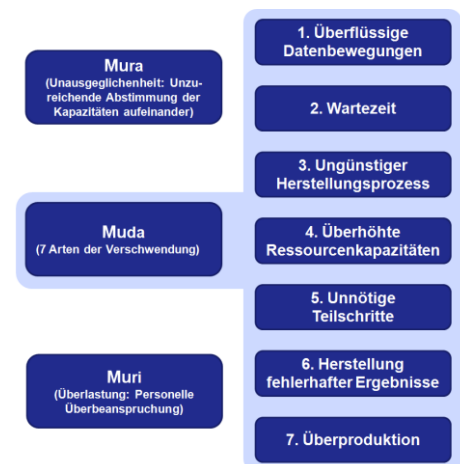 Mura
(Unausgeglichenheit: Unzu-
reichende Abstimmung der
Kapazitäten aufeinander)
Muda
(7 Arten der Verschwendung)
Muri
(Überlastung: Personelle
Überbeanspruchung)
1. Überflüssige
Datenbewegungen
2. Wartezeit
3. Ungünstiger
Herstellungsprozess
4. Überhöhte
Ressourcenkapazitäten
5. Unnötige
Teilschritte
6. Herstellung
fehlerhafter Ergebnisse
7. Überproduktion